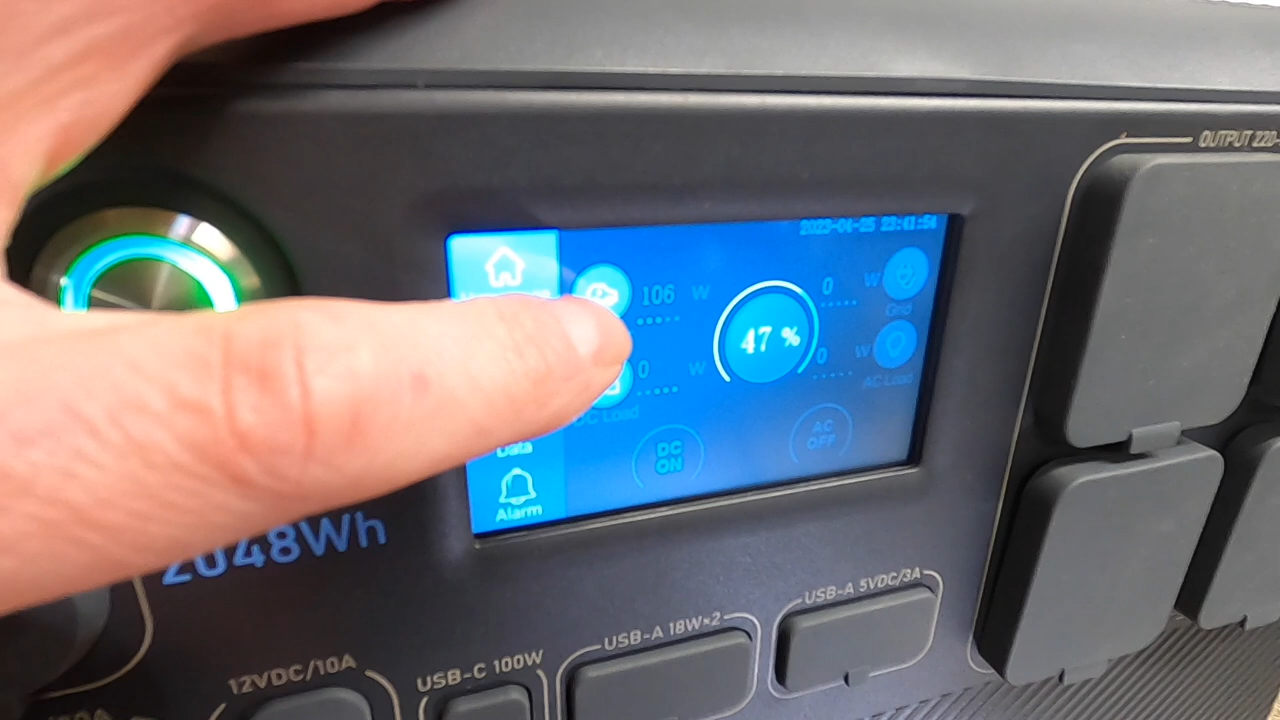 OUTPUT 220-
2023-04-25 23:41:54
106 W
0 W
Grid
47 %
0 W
DC Load
0 W
AC Load
Data
DC
ON
AC
OFF
Alarm
2048Wh
12VDC/10A
USB-C 100W
USB-A 18W×2
USB-A 5VDC/3A